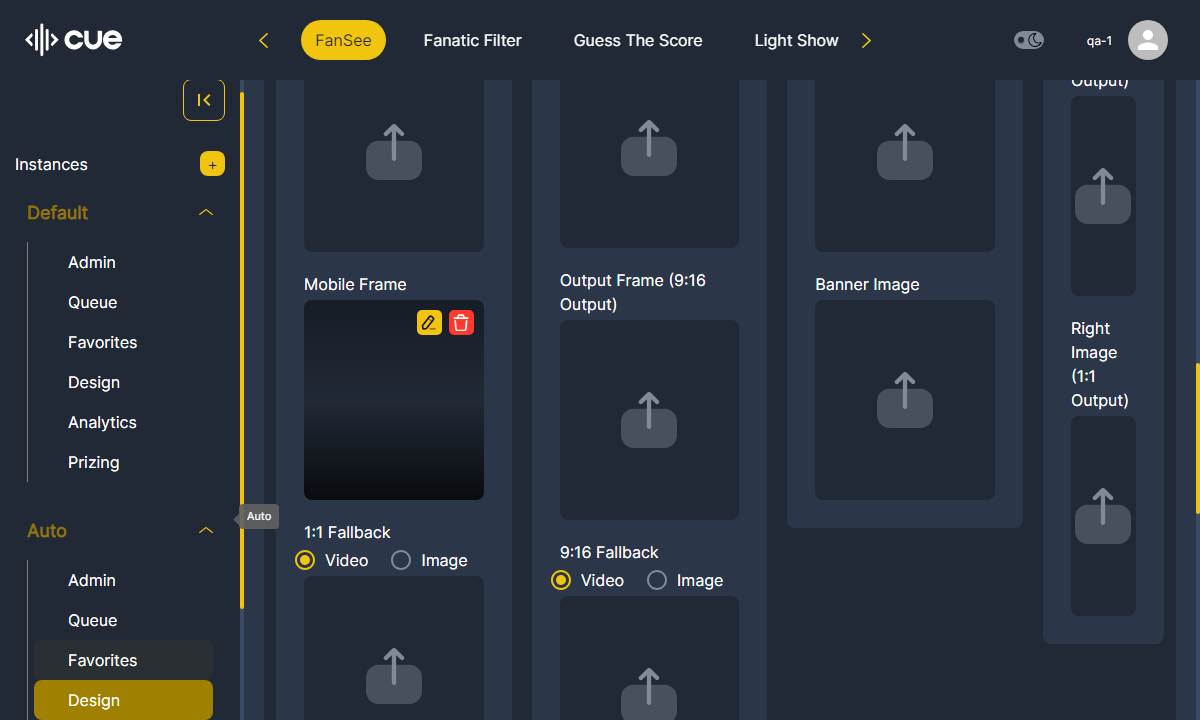 cue
FanSee
Fanatic Filter
Guess The Score
Light Show
qa-1
Instances
+
Default
Admin
Queue
Favorites
Design
Analytics
Prizing
Auto
Admin
Queue
Favorites
Design
Auto
Mobile Frame
1:1 Fallback
Video
Image
Output Frame (9:16
Output)
9:16 Fallback
Video
Image
Banner Image
Output)
Right
Image
(1:1
Output)